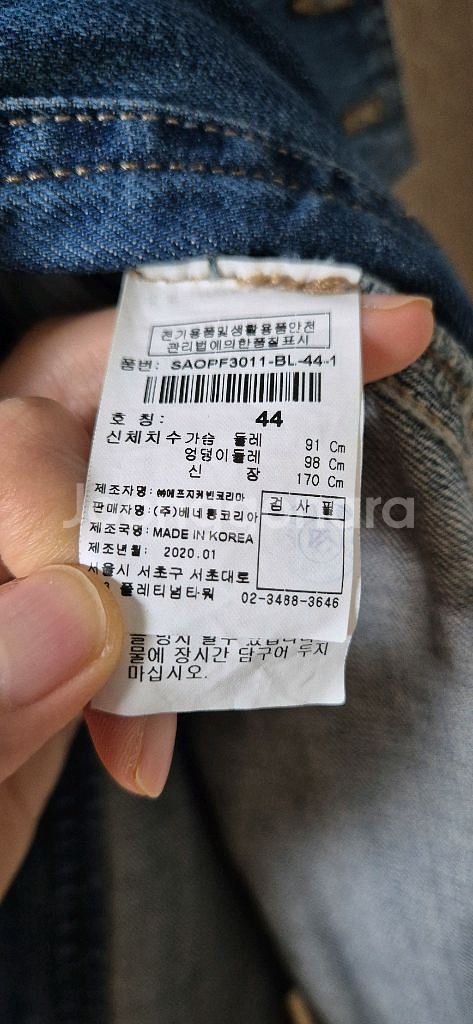 전기용품및생활용품안전
관리법에의한품질표시
품번: SAOPF3011-BL-44-1
호 칭: 44
신체치수 가슴 둘레 91 Cm
엉덩이둘레 98 Cm
신 장 170 Cm
제조자명: ㈜에프지커빈코리아
판매자명: (주)베네통코리아
제조국명: MADE IN KOREA
제조년월: 2020.01
검 사 필
서울시 서초구 서초대로
플레티넘타워 02-3488-3646
물에 장시간 담구어 두지
마십시오.